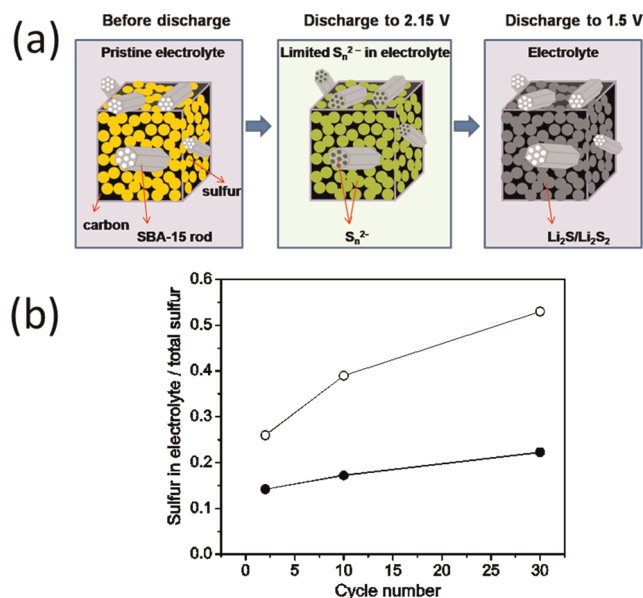 (a)
Before discharge
Discharge to 2.15 V
Discharge to 1.5 V
Pristine electrolyte
Limited Sₙ²⁻ in electrolyte
Electrolyte
sulfur
carbon
SBA-15 rod
Sₙ²⁻
Li₂S/Li₂S₂
(b)
Sulfur in electrolyte / total sulfur
0.6
0.5
0.4
0.3
0.2
0.1
0.0
0 5 10 15 20 25 30
Cycle number